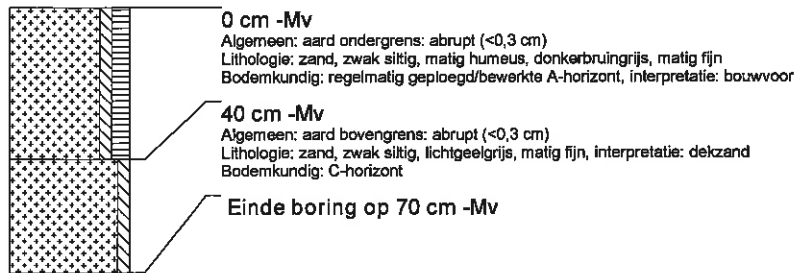 0 cm -Mv
Algemeen: aard ondergrens: abrupt (<0,3 cm)
Lithologie: zand, zwak siltig, matig humeus, donkerbruingrijs, matig fijn
Bodemkundig: regelmatig geploegd/bewerkte A-horizont, interpretatie: bouwvoor
40 cm -Mv
Algemeen: aard bovengrens: abrupt (<0,3 cm)
Lithologie: zand, zwak siltig, lichtgeelgrijs, matig fijn, interpretatie: dekzand
Bodemkundig: C-horizont
Einde boring op 70 cm -Mv